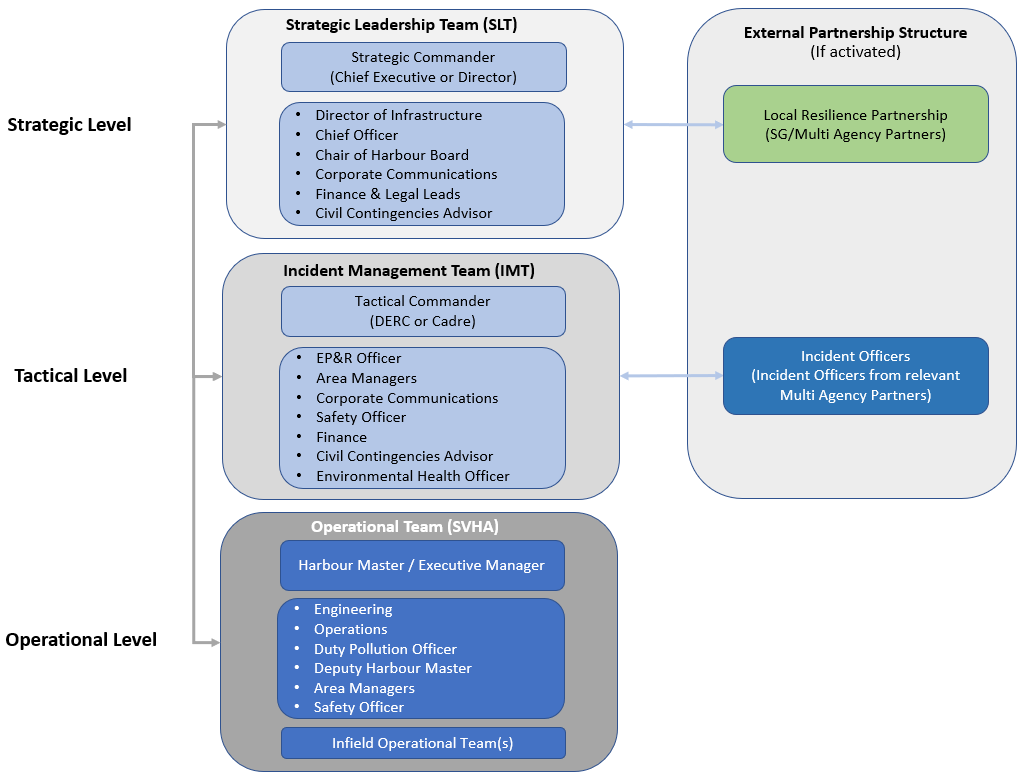 Strategic Level
Strategic Leadership Team (SLT)
Strategic Commander
(Chief Executive or Director)
• Director of Infrastructure
• Chief Officer
• Chair of Harbour Board
• Corporate Communications
• Finance & Legal Leads
• Civil Contingencies Advisor
External Partnership Structure
(If activated)
Local Resilience Partnership
(SG/Multi Agency Partners)
Tactical Level
Incident Management Team (IMT)
Tactical Commander
(DERC or Cadre)
• EP&R Officer
• Area Managers
• Corporate Communications
• Safety Officer
• Finance
• Civil Contingencies Advisor
• Environmental Health Officer
Incident Officers
(Incident Officers from relevant
Multi Agency Partners)
Operational Level
Operational Team (SVHA)
Harbour Master / Executive Manager
• Engineering
• Operations
• Duty Pollution Officer
• Deputy Harbour Master
• Area Managers
• Safety Officer
Infield Operational Team(s)